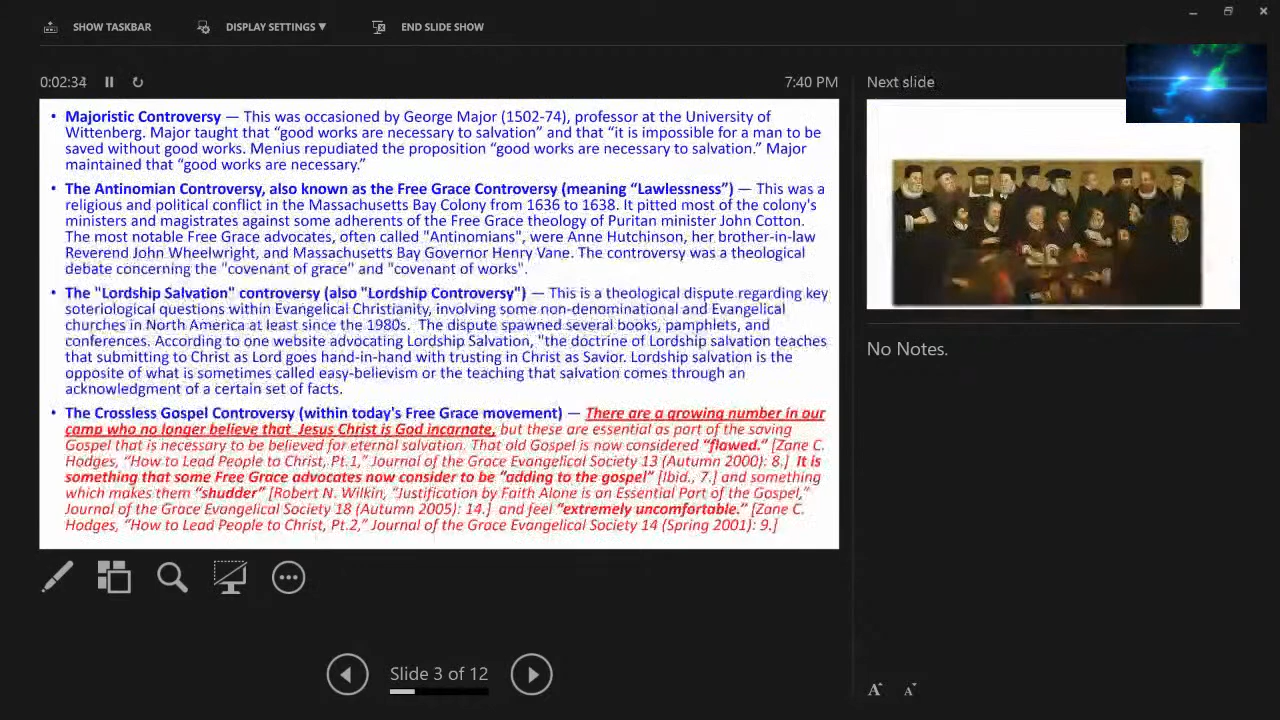 SHOW TASKBAR DISPLAY SETTINGS ▼ END SLIDE SHOW
0:02:34 7:40 PM
• Majoristic Controversy — This was occasioned by George Major (1502-74), professor at the University of
Wittenberg. Major taught that “good works are necessary to salvation” and that “it is impossible for a man to be
saved without good works. Menius repudiated the proposition “good works are necessary to salvation.” Major
maintained that “good works are necessary.”
• The Antinomian Controversy, also known as the Free Grace Controversy (meaning “Lawlessness”) — This was a
religious and political conflict in the Massachusetts Bay Colony from 1636 to 1638. It pitted most of the colony's
ministers and magistrates against some adherents of the Free Grace theology of Puritan minister John Cotton.
The most notable Free Grace advocates, often called "Antinomians", were Anne Hutchinson, her brother-in-law
Reverend John Wheelwright, and Massachusetts Bay Governor Henry Vane. The controversy was a theological
debate concerning the "covenant of grace" and "covenant of works".
• The "Lordship Salvation" controversy (also "Lordship Controversy") — This is a theological dispute regarding key
soteriological questions within Evangelical Christianity, involving some non-denominational and Evangelical
churches in North America at least since the 1980s. The dispute spawned several books, pamphlets, and
conferences. According to one website advocating Lordship Salvation, "the doctrine of Lordship salvation teaches
that submitting to Christ as Lord goes hand-in-hand with trusting in Christ as Savior. Lordship salvation is the
opposite of what is sometimes called easy-believism or the teaching that salvation comes through an
acknowledgment of a certain set of facts.
• The Crossless Gospel Controversy (within today's Free Grace movement) — There are a growing number in our
camp who no longer believe that Jesus Christ is God incarnate, but these are essential as part of the saving
Gospel that is necessary to be believed for eternal salvation. That old Gospel is now considered “flawed.” [Zane C.
Hodges, “How to Lead People to Christ, Pt.1,” Journal of the Grace Evangelical Society 13 (Autumn 2000): 8.] It is
something that some Free Grace advocates now consider to be “adding to the gospel” [Ibid., 7.] and something
which makes them “shudder” [Robert N. Wilkin, “Justification by Faith Alone is an Essential Part of the Gospel,”
Journal of the Grace Evangelical Society 18 (Autumn 2005): 14.] and feel “extremely uncomfortable.” [Zane C.
Hodges, “How to Lead People to Christ, Pt.2,” Journal of the Grace Evangelical Society 14 (Spring 2001): 9.]
Slide 3 of 12
Next slide
No Notes.
A A